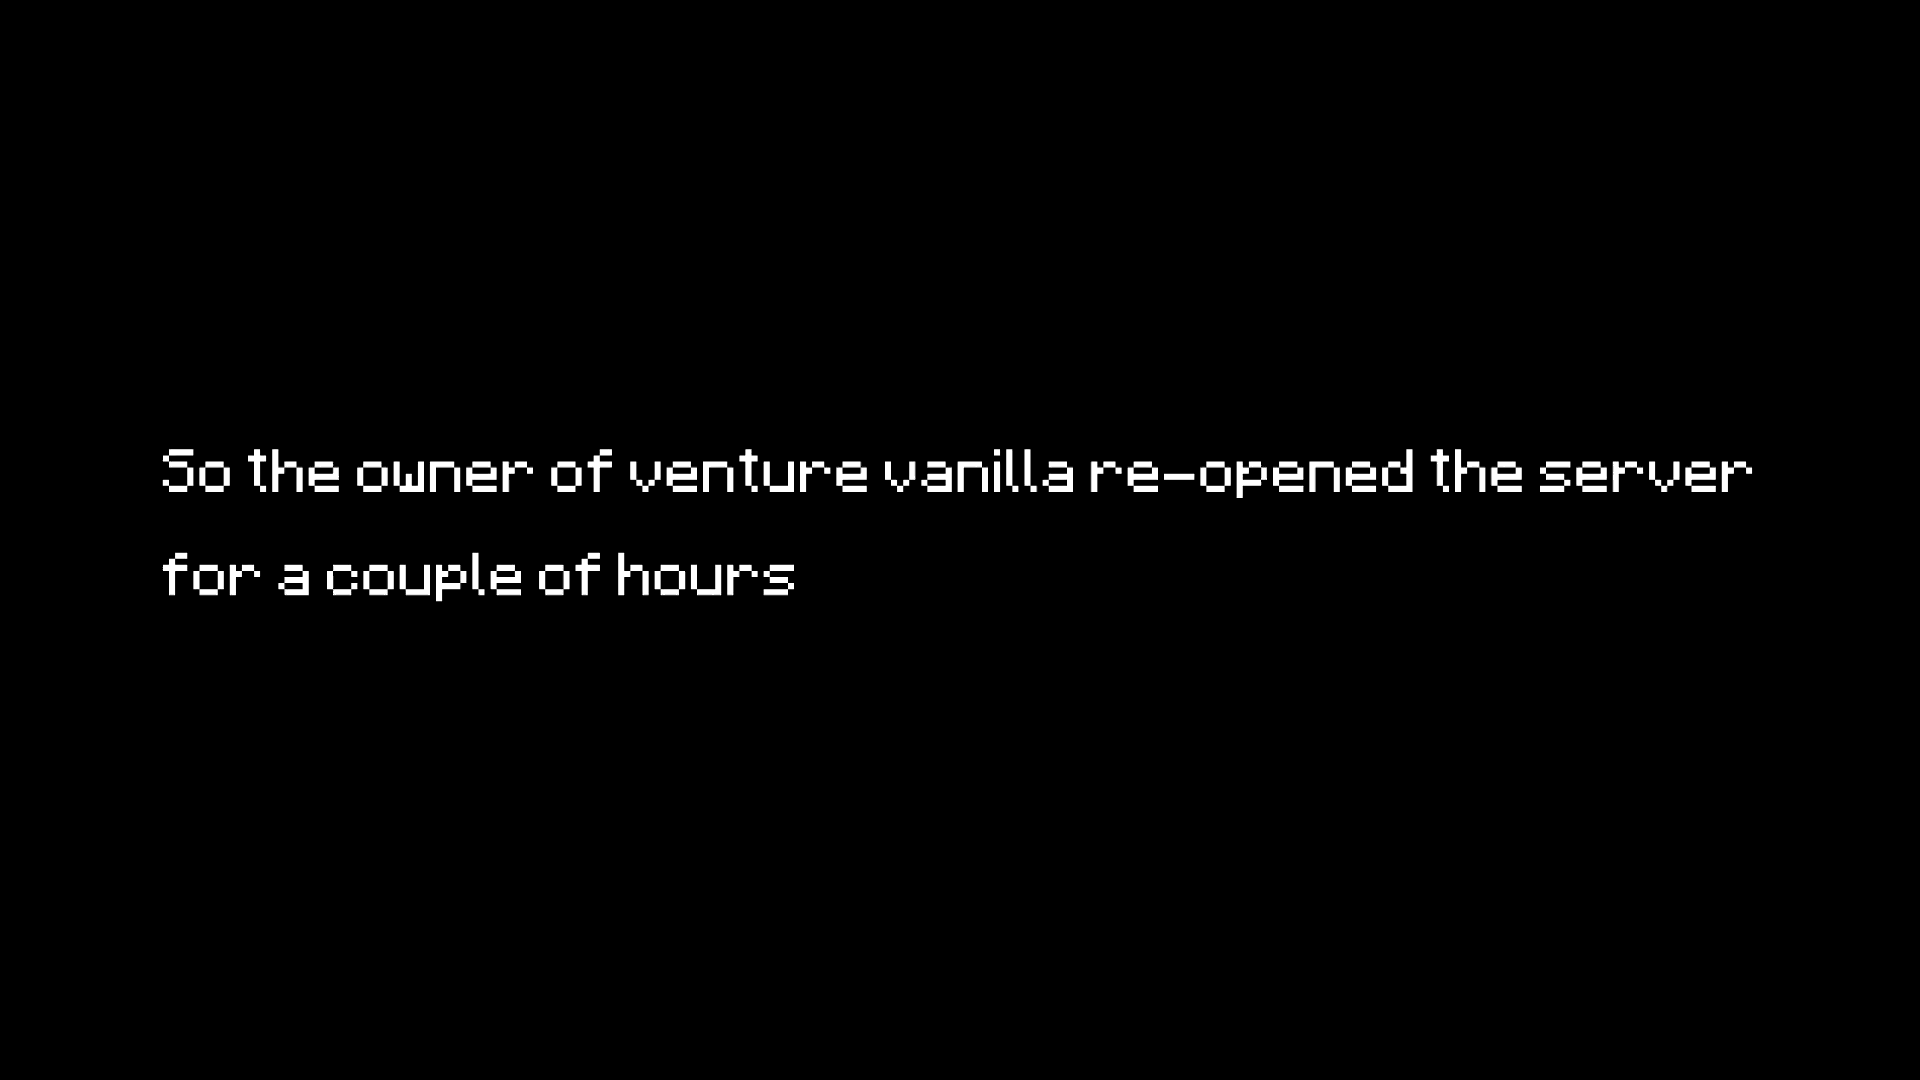 So the owner of venture vanilla re-opened the server
for a couple of hours